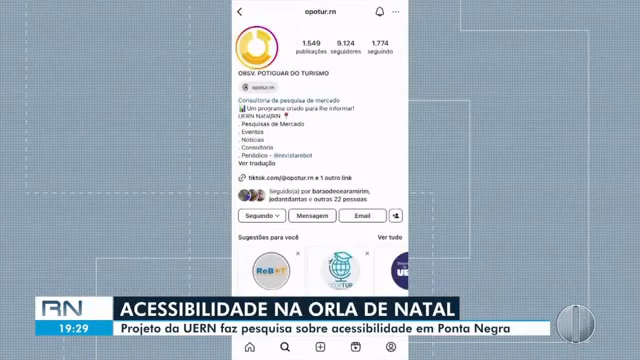 opotur.rn
1.549
9.124
1.774
publicações
seguidores
seguindo
OBSV. POTIGUAR DO TURISMO
opotur.rn
Consultoria de pesquisa de mercado
Um programa criado para lhe informar!
UERN Natal/RN
. Pesquisas de Mercado
. Eventos
. Notícias
. Consultoria
. Periódico - @revistarebot
Ver tradução
tiktok.com/@opotur.rn e 1 outro link
Seguido(a) por baraodecearamirim,
jodantdantas e outras 22 pessoas
Seguindo
Mensagem
Email
Sugestões para você
Ver tudo
ReBOT
RN
19:29
ACESSIBILIDADE NA ORLA DE NATAL
Projeto da UERN faz pesquisa sobre acessibilidade em Ponta Negra